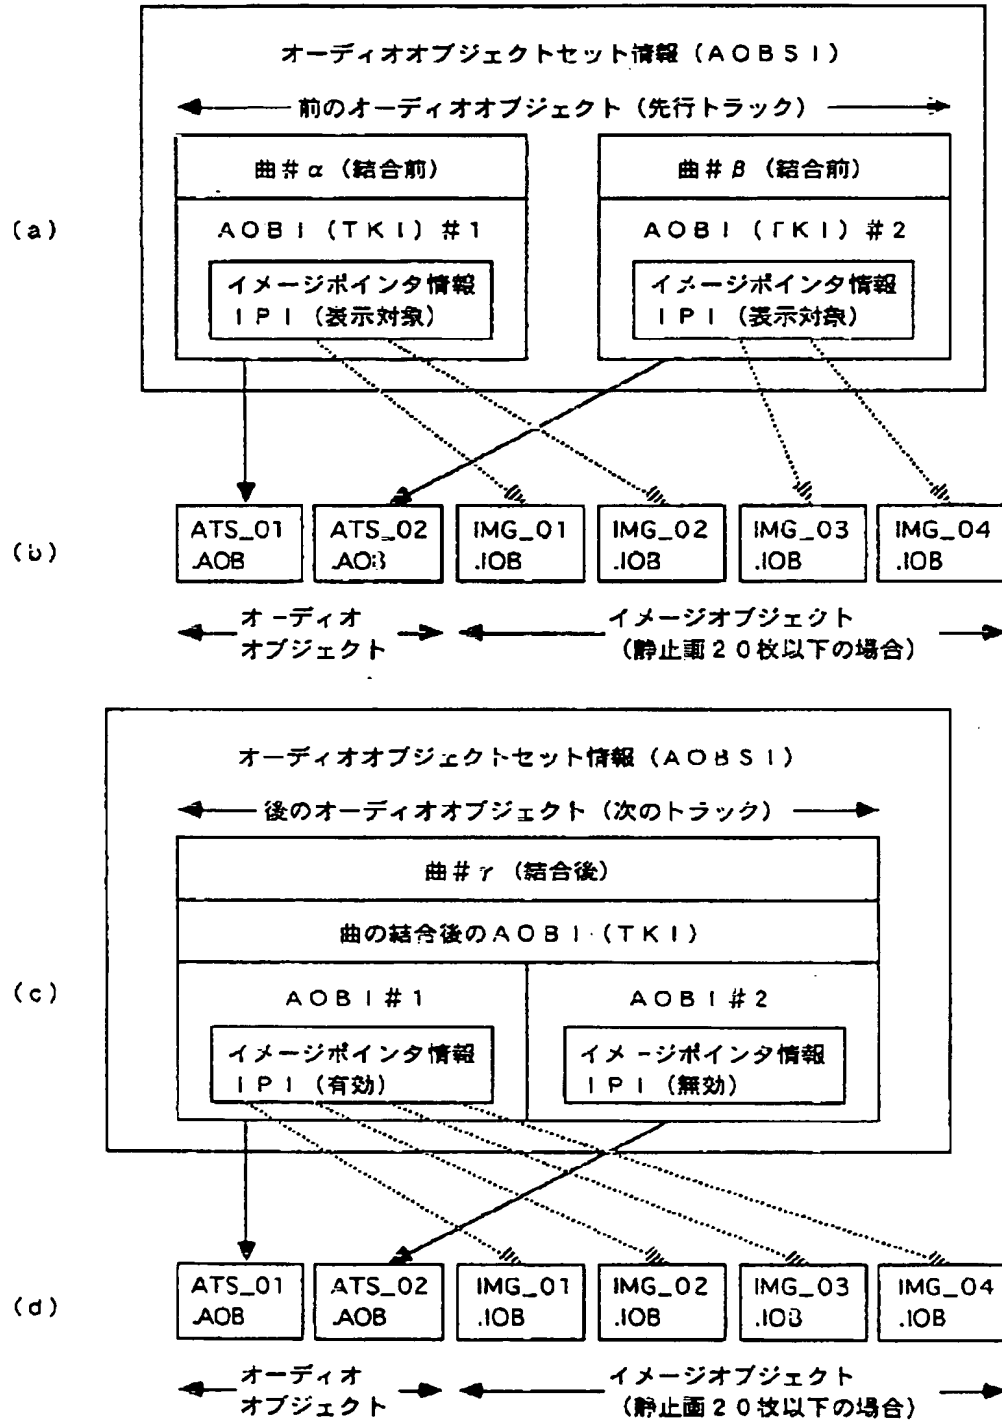 オーディオオブジェクトセット情報(AOBSI)
前のオーディオオブジェクト(先行トラック)
曲#α(結合前)
曲#β(結合前)
(a)
AOBI(TKI)#1
AOBI(TKI)#2
イメージポインタ情報
IPI(表示対象)
イメージポインタ情報
IPI(表示対象)
(b)
ATS_01
.AOB
ATS_02
.AOB
IMG_01
.IOB
IMG_02
.IOB
IMG_03
.IOB
IMG_04
.IOB
オーディオ
オブジェクト
イメージオブジェクト
(静止画20枚以下の場合)
オーディオオブジェクトセット情報(AOBSI)
後のオーディオオブジェクト(次のトラック)
曲#γ(結合後)
曲の結合後のAOBI(TKI)
(c)
AOBI#1
AOBI#2
イメージポインタ情報
IPI(有効)
イメージポインタ情報
IPI(無効)
(d)
ATS_01
.AOB
ATS_02
.AOB
IMG_01
.IOB
IMG_02
.IOB
IMG_03
.IOB
IMG_04
.IOB
オーディオ
オブジェクト
イメージオブジェクト
(静止画20枚以下の場合)